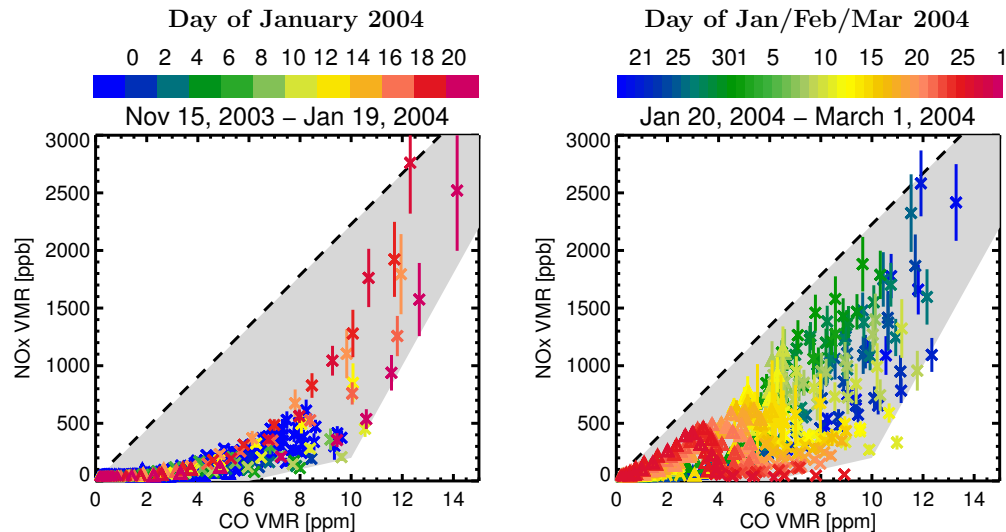 Day of January 2004
0 2 4 6 8 10 12 14 16 18 20
Nov 15, 2003 – Jan 19, 2004
3000
2500
2000
1500
1000
500
0
NOx VMR [ppb]
0 2 4 6 8 10 12 14
CO VMR [ppm]
Day of Jan/Feb/Mar 2004
21 25 301 5 10 15 20 25 1
Jan 20, 2004 – March 1, 2004
3000
2500
2000
1500
1000
500
0
NOx VMR [ppb]
0 2 4 6 8 10 12 14
CO VMR [ppm]